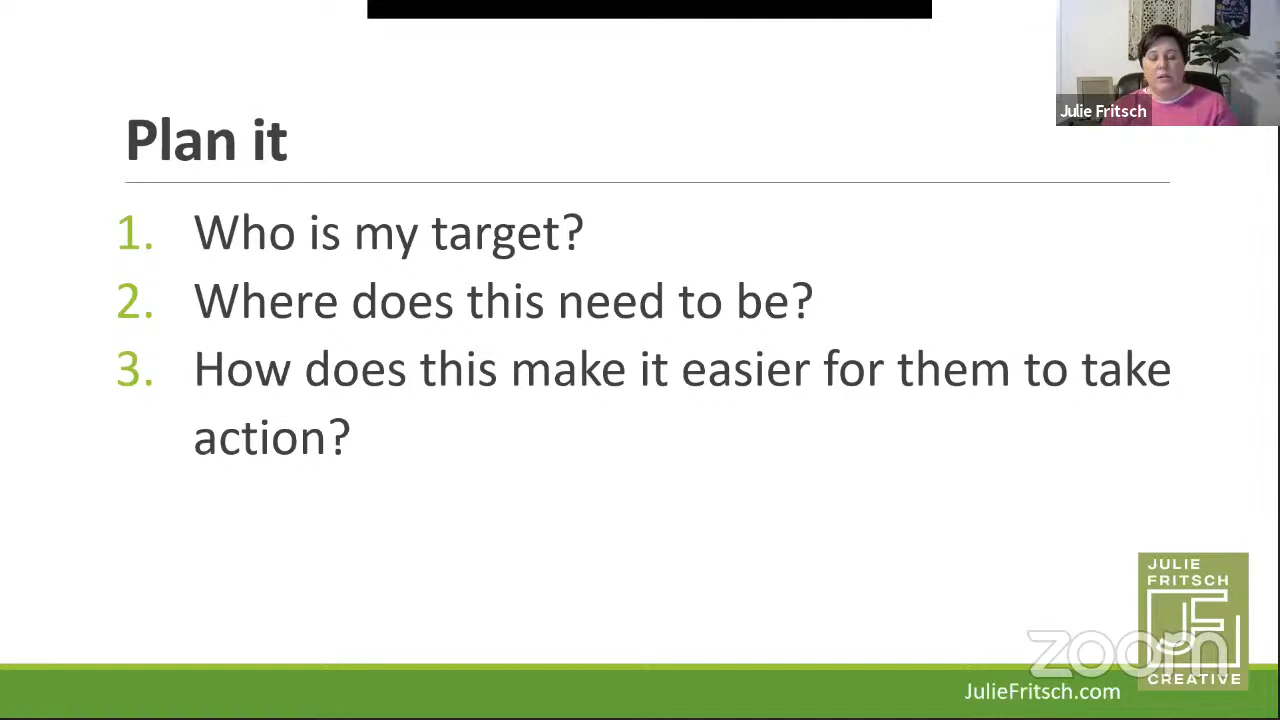 Julie Fritsch
Plan it
1. Who is my target?
2. Where does this need to be?
3. How does this make it easier for them to take
action?
JULIE
FRITSCH
JF
zoom
CREATIVE
JulieFritsch.com